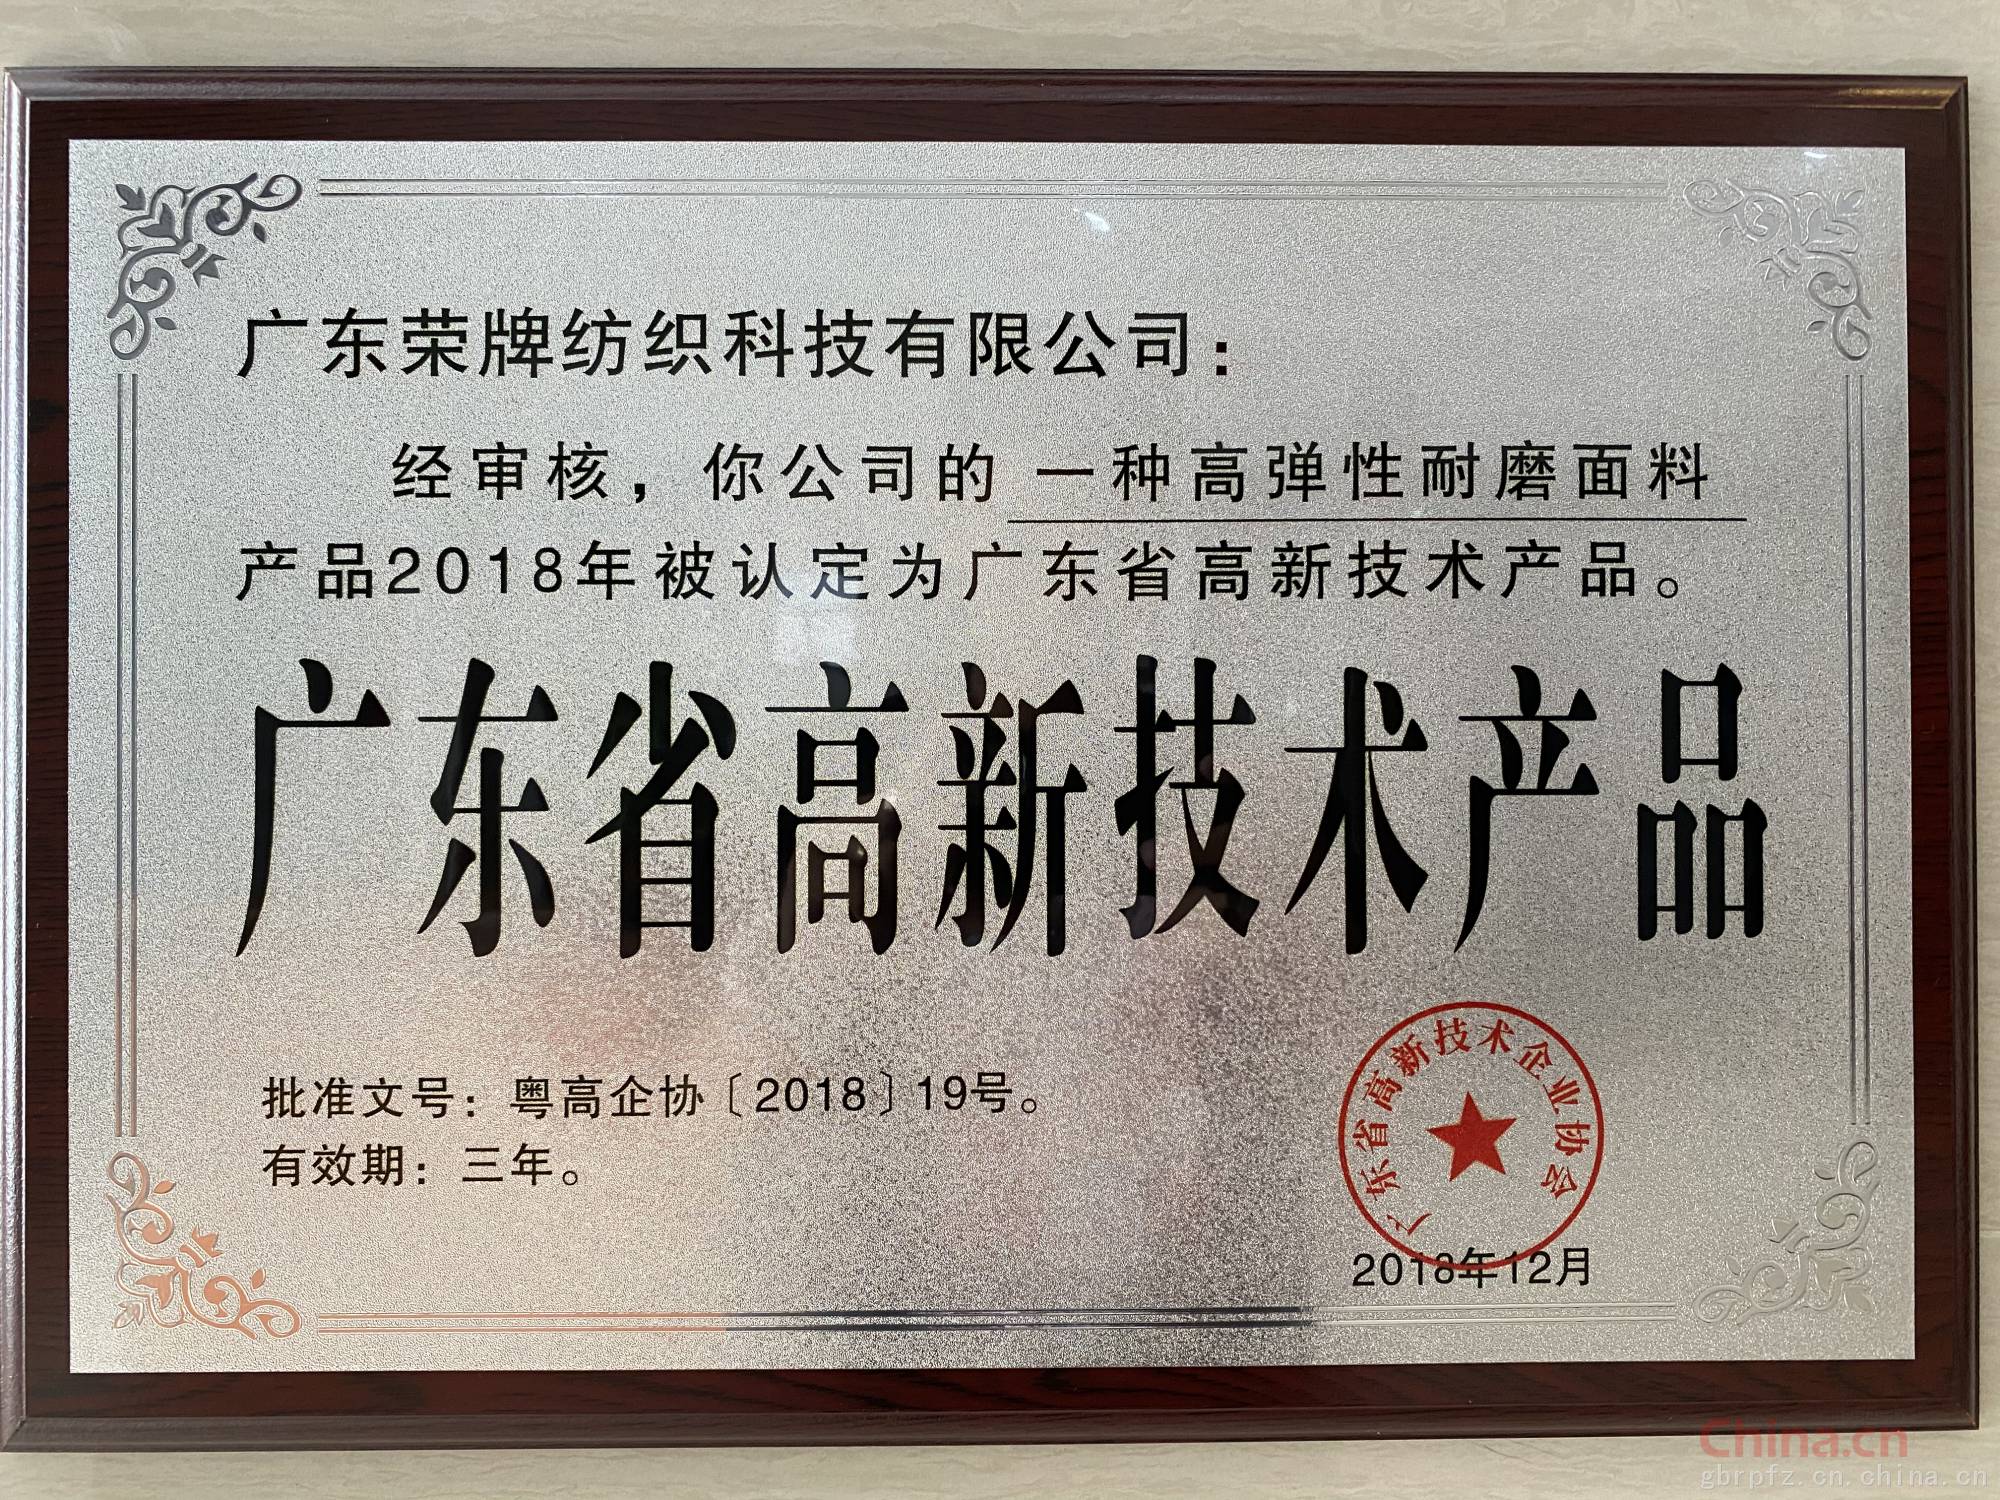 广东荣牌纺织科技有限公司：
经审核，你公司的 一种高弹性耐磨面料
产品2018年被认定为广东省高新技术产品。
广东省高新技术产品
批准文号：粤高企协〔2018〕19号。
有效期：三年。
广东省高新技术企业协会
2018年12月
China.cn
gbrpfz.cn.china.cn